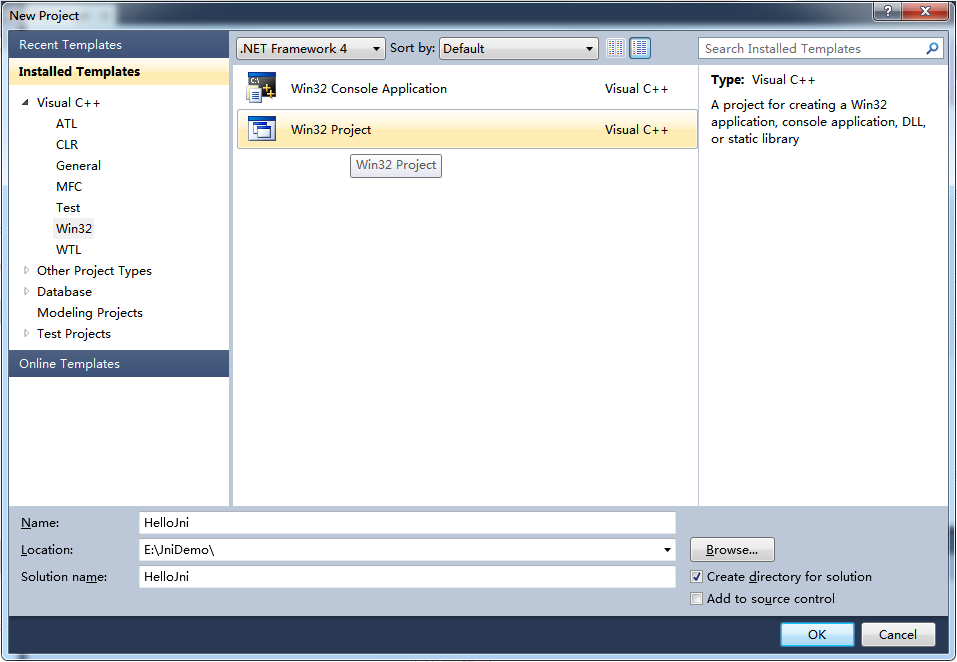 New Project
?
Recent Templates
Installed Templates
Visual C++
ATL
CLR
General
MFC
Test
Win32
WTL
Other Project Types
Database
Modeling Projects
Test Projects
Online Templates
.NET Framework 4 Sort by: Default
C:\
Win32 Console Application Visual C++
Win32 Project Visual C++
Win32 Project
Search Installed Templates
Type: Visual C++
A project for creating a Win32
application, console application, DLL,
or static library
Name: HelloJni
Location: E:\JniDemo\ Browse...
Solution name: HelloJni
Create directory for solution
Add to source control
OK Cancel